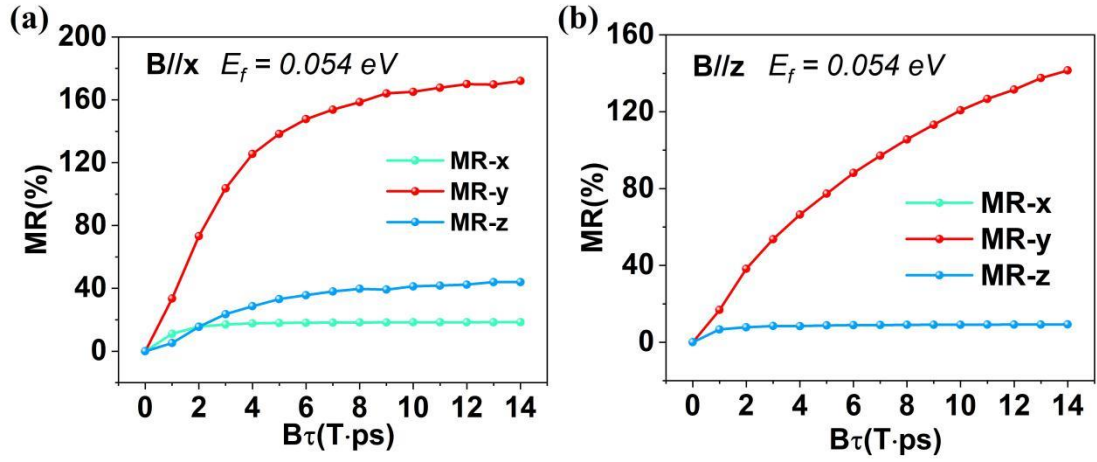 (a)
B//x E_f = 0.054 eV
MR(%)
200
160
120
80
40
0
MR-x
MR-y
MR-z
0 2 4 6 8 10 12 14
Bτ(T·ps)
(b)
B//z E_f = 0.054 eV
MR(%)
160
120
80
40
0
MR-x
MR-y
MR-z
0 2 4 6 8 10 12 14
Bτ(T·ps)